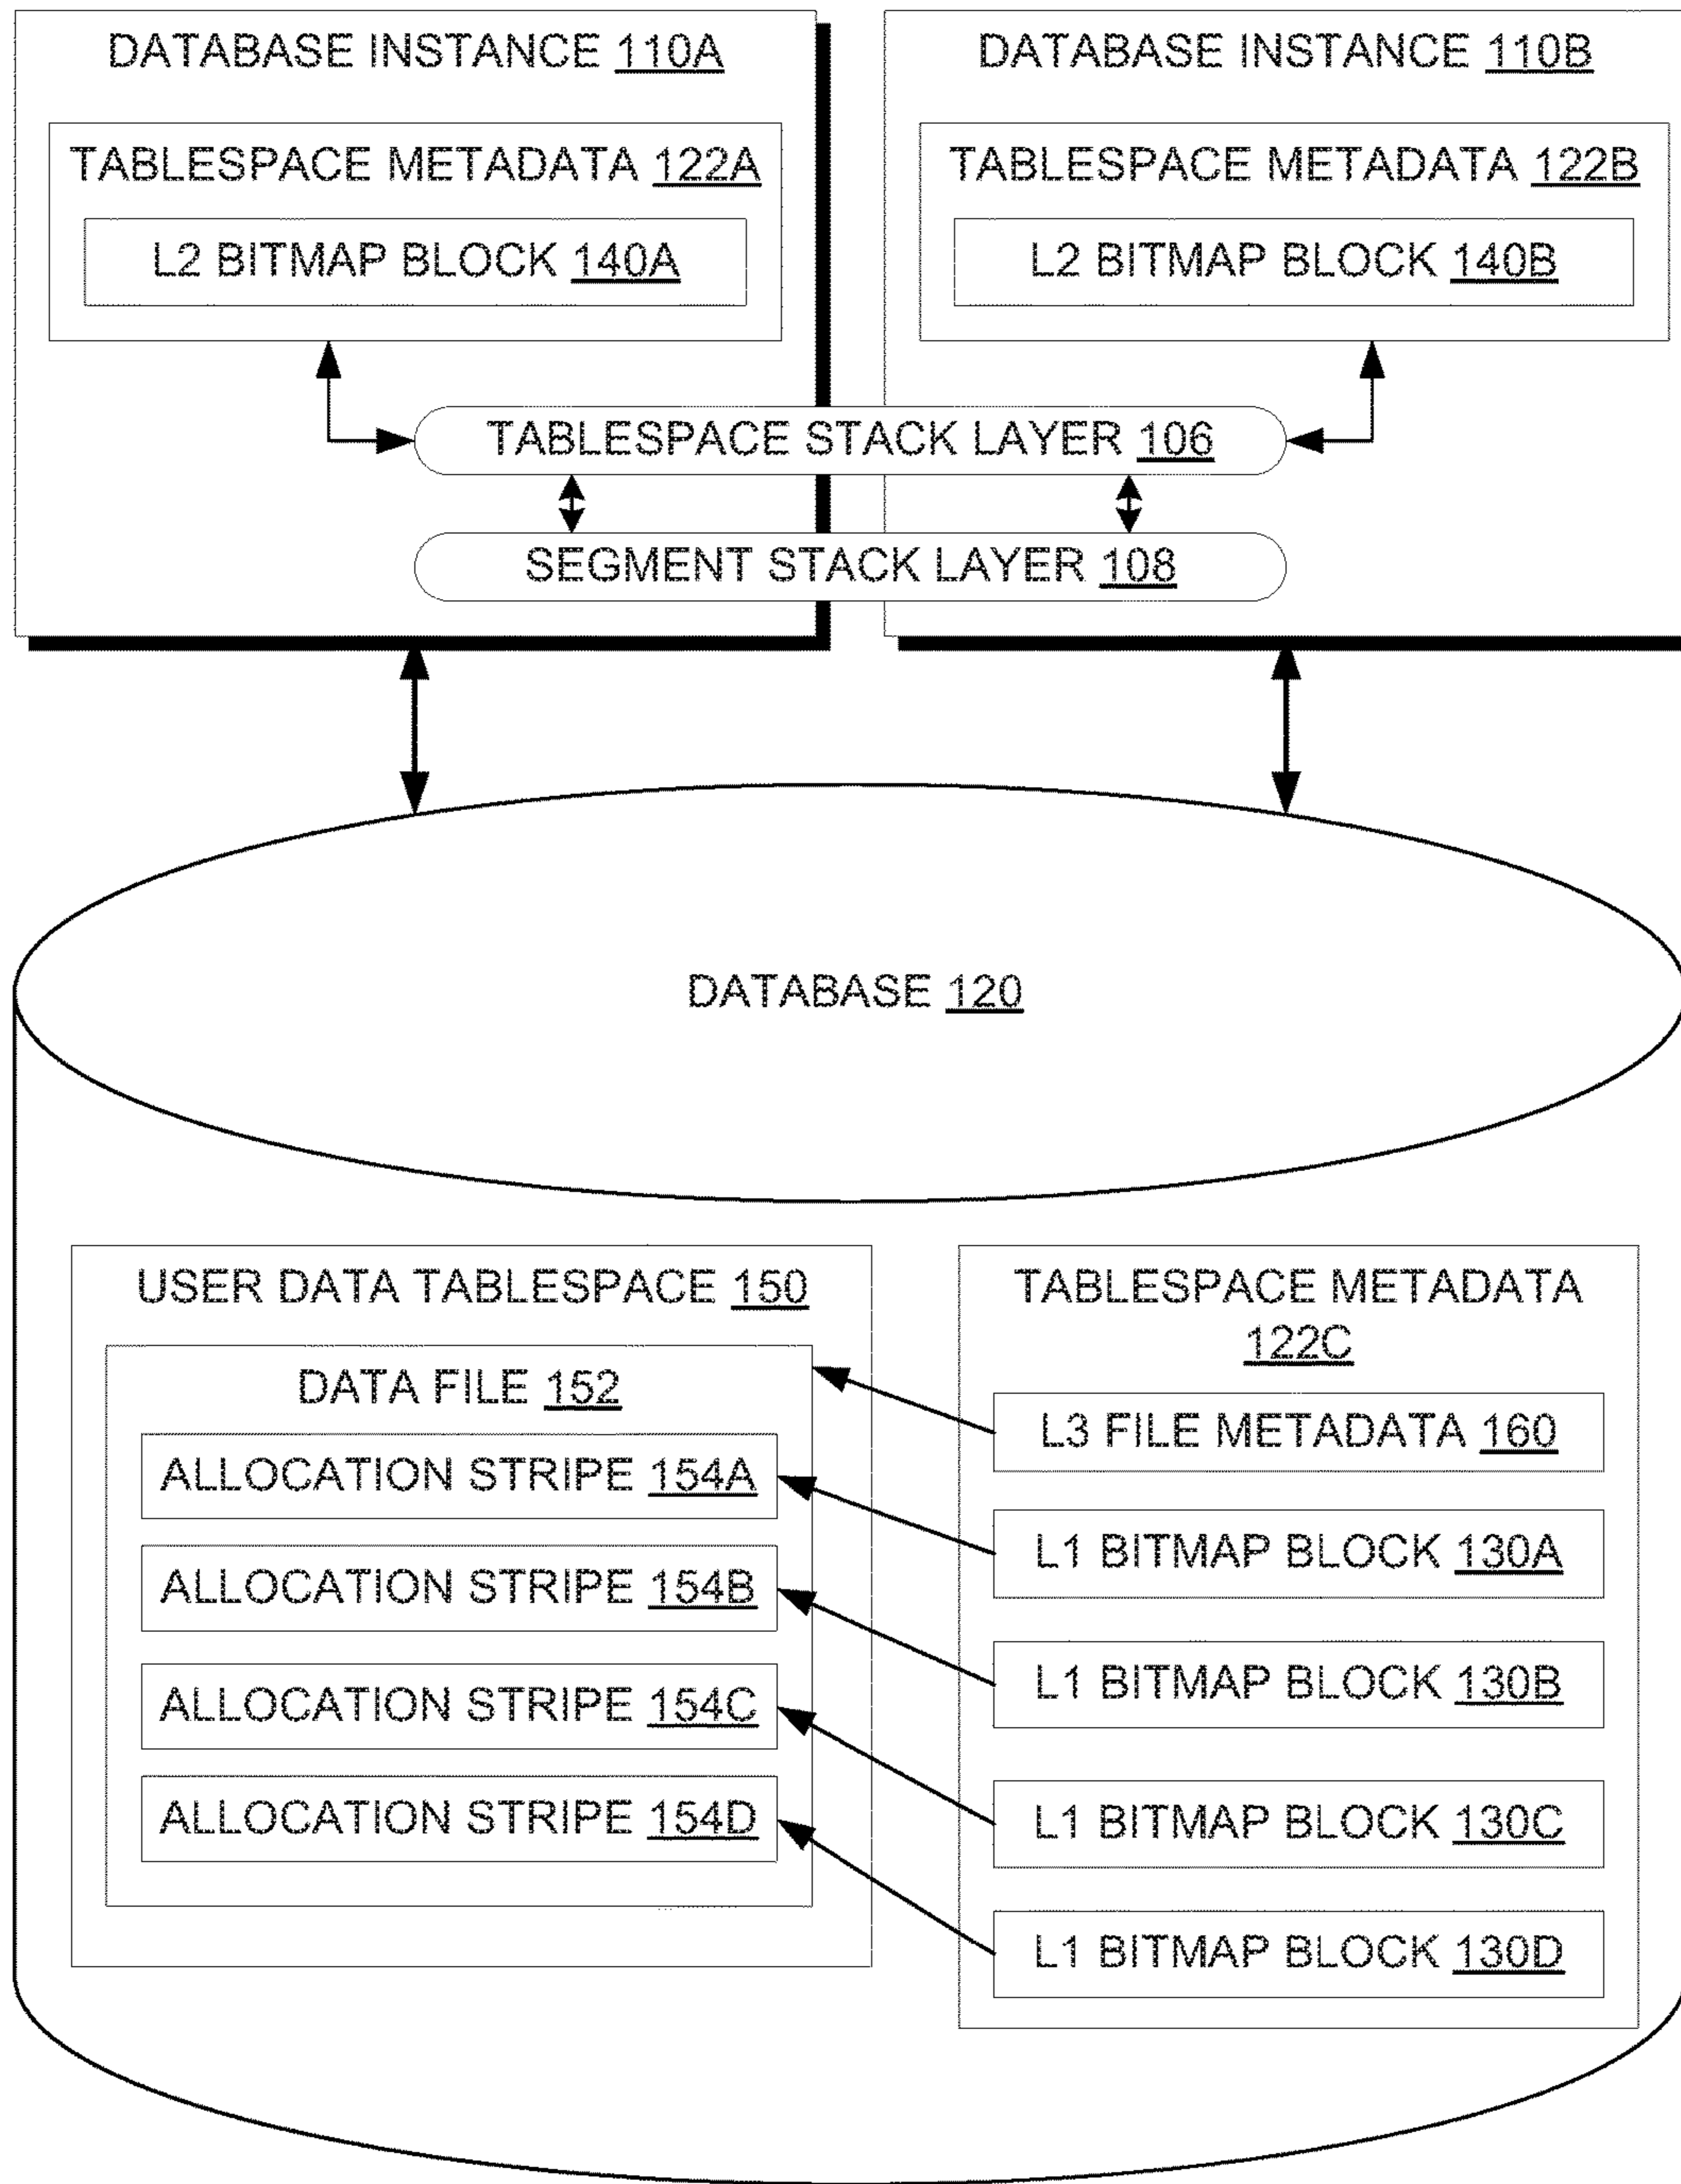 DATABASE INSTANCE 110A
TABLESPACE METADATA 122A
L2 BITMAP BLOCK 140A
DATABASE INSTANCE 110B
TABLESPACE METADATA 122B
L2 BITMAP BLOCK 140B
TABLESPACE STACK LAYER 106
SEGMENT STACK LAYER 108
DATABASE 120
USER DATA TABLESPACE 150
DATA FILE 152
ALLOCATION STRIPE 154A
ALLOCATION STRIPE 154B
ALLOCATION STRIPE 154C
ALLOCATION STRIPE 154D
TABLESPACE METADATA
122C
L3 FILE METADATA 160
L1 BITMAP BLOCK 130A
L1 BITMAP BLOCK 130B
L1 BITMAP BLOCK 130C
L1 BITMAP BLOCK 130D